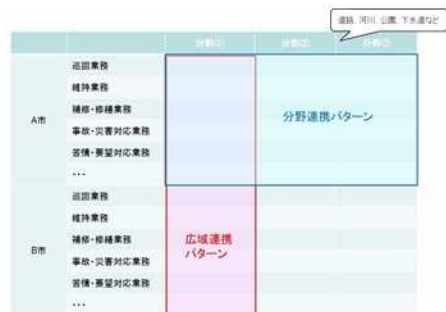 道路、河川、公園、下水道など
分野① 分野② 分野③
A市
巡回業務
維持業務
補修・修繕業務
事故・災害対応業務
苦情・要望対応業務
...
分野連携パターン
B市
巡回業務
維持業務
補修・修繕業務
事故・災害対応業務
苦情・要望対応業務
...
広域連携
パターン